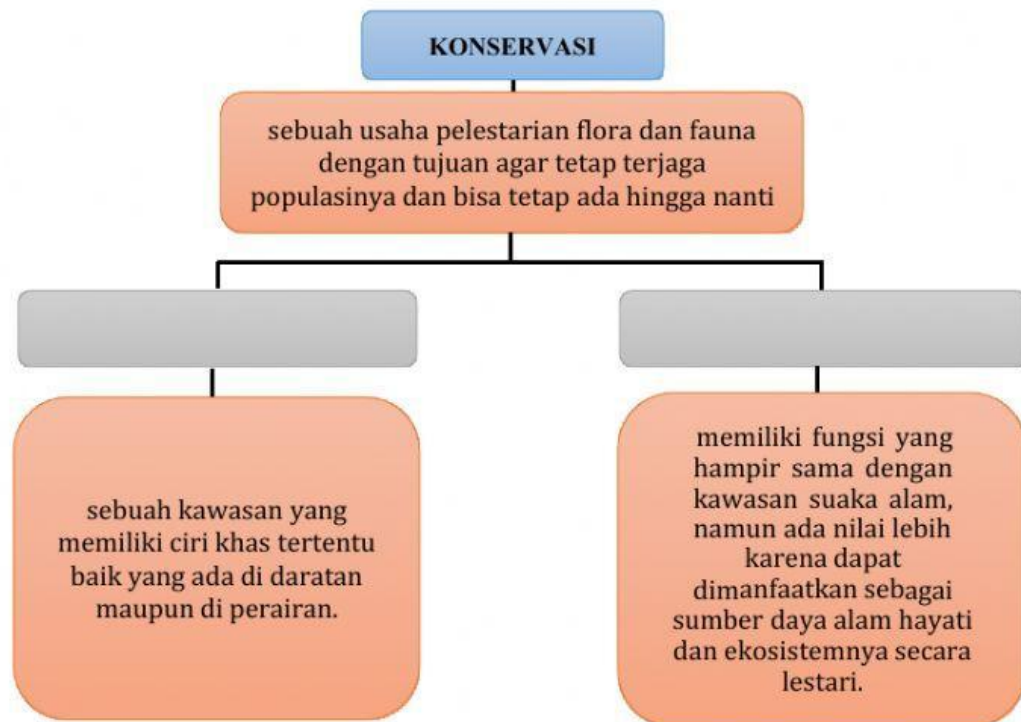 KONSERVASI
sebuah usaha pelestarian flora dan fauna
dengan tujuan agar tetap terjaga
populasinya dan bisa tetap ada hingga nanti
sebuah kawasan yang
memiliki ciri khas tertentu
baik yang ada di daratan
maupun di perairan.
memiliki fungsi yang
hampir sama dengan
kawasan suaka alam,
namun ada nilai lebih
karena dapat
dimanfaatkan sebagai
sumber daya alam hayati
dan ekosistemnya secara
lestari.